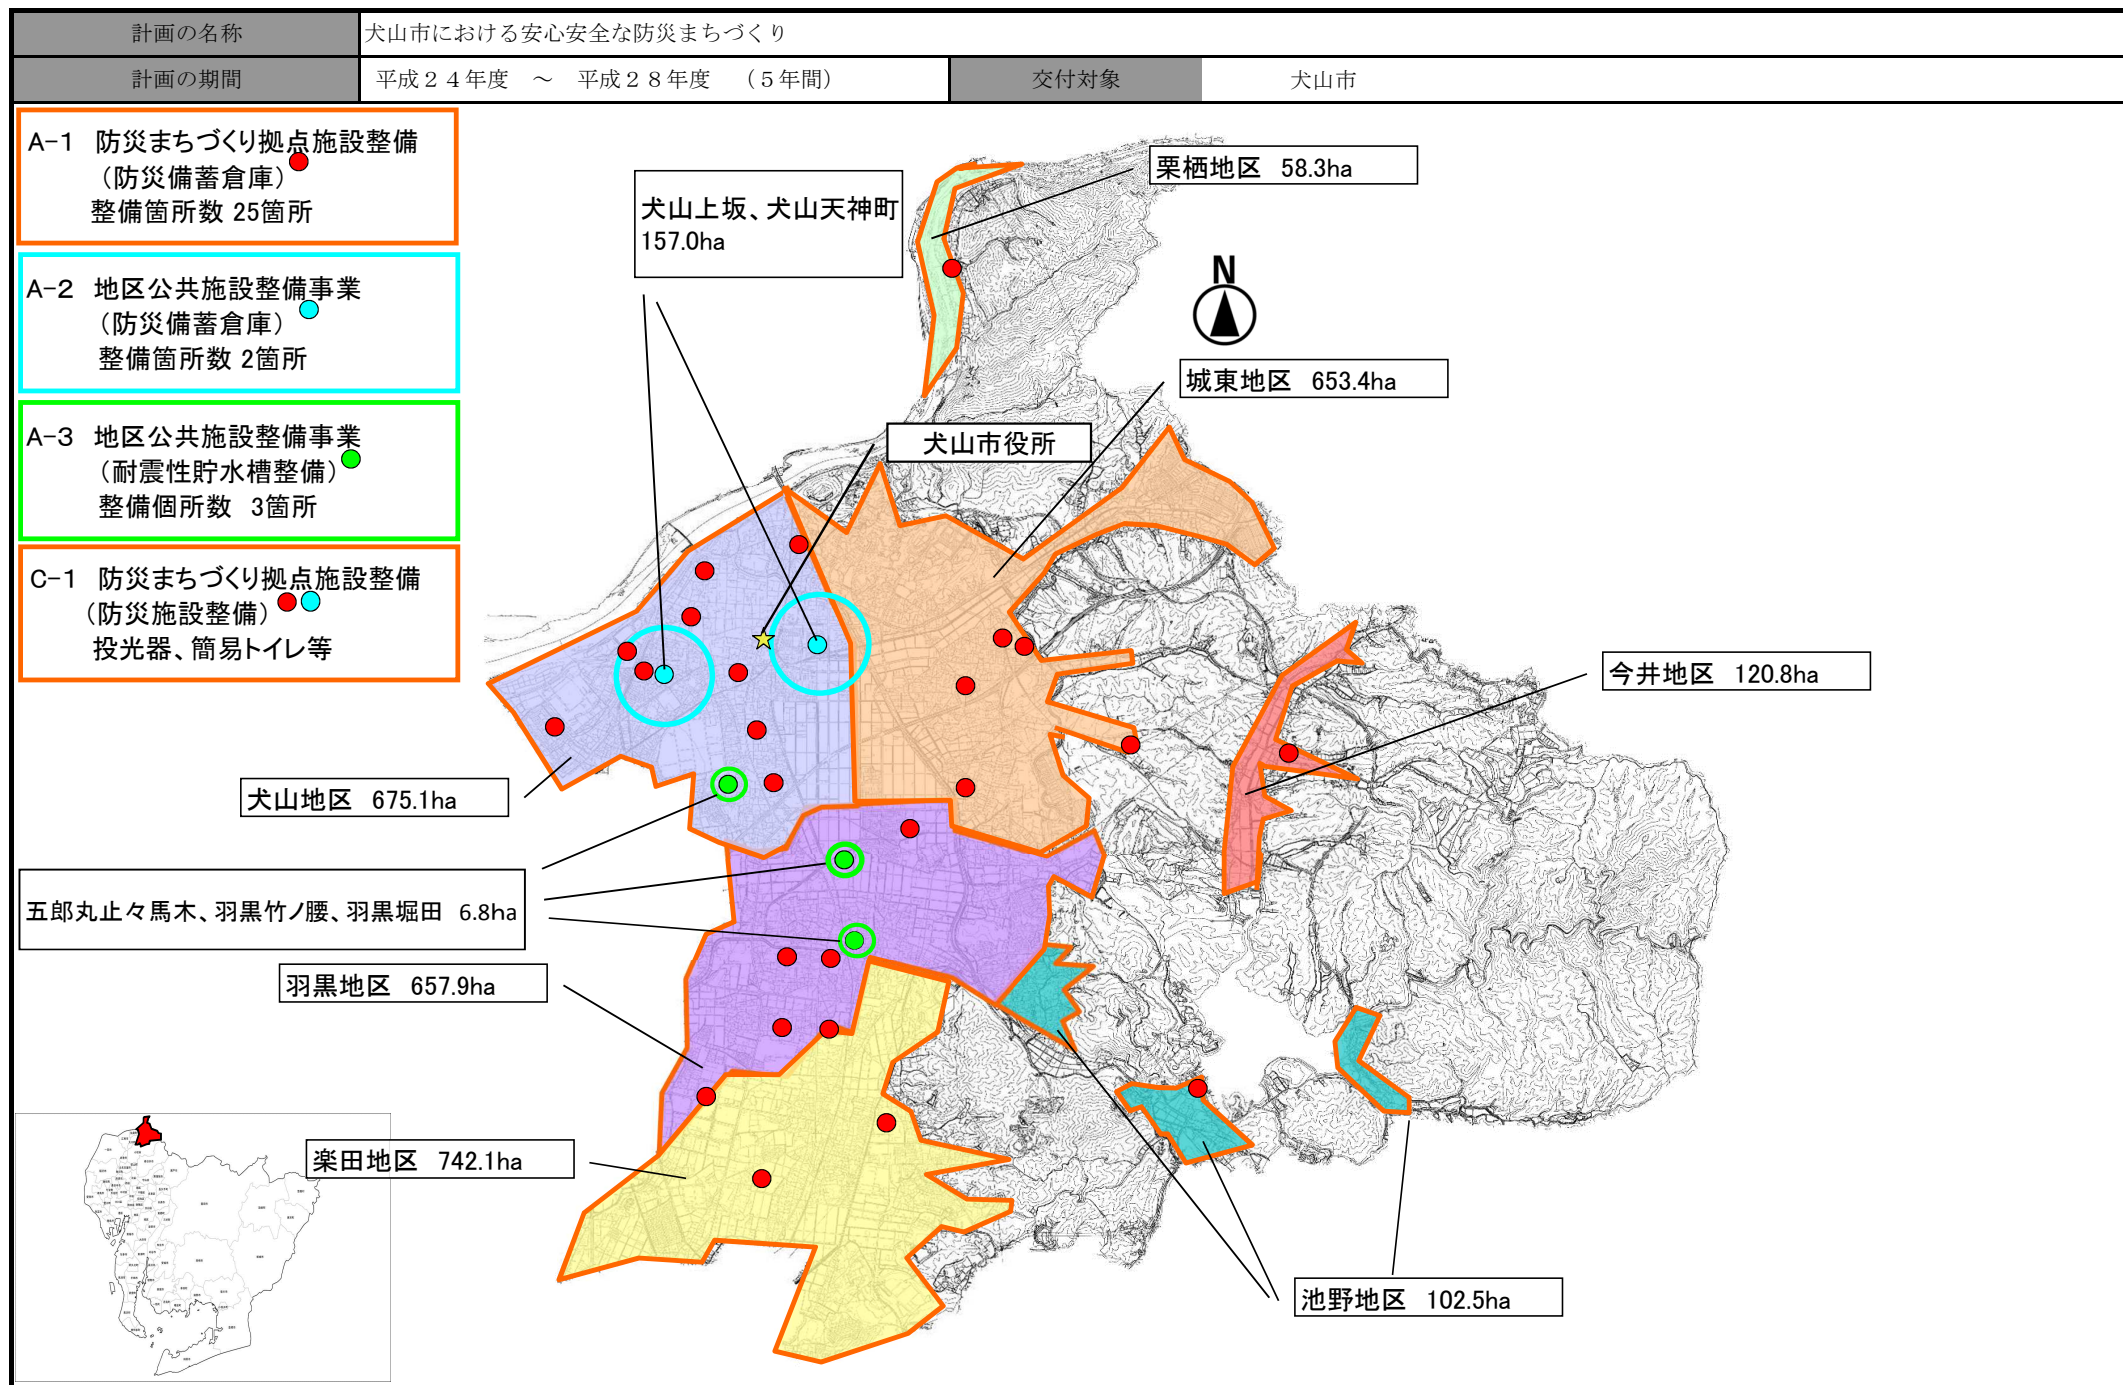 計画の名称
犬山市における安心安全な防災まちづくり
計画の期間
平成２４年度　～　平成２８年度　（５年間）
交付対象
犬山市
A-1　防災まちづくり拠点施設整備
（防災備蓄倉庫）
整備箇所数 25箇所
A-2　地区公共施設整備事業
（防災備蓄倉庫）
整備箇所数 2箇所
A-3　地区公共施設整備事業
（耐震性貯水槽整備）
整備個所数　3箇所
C-1　防災まちづくり拠点施設整備
（防災施設整備）
投光器、簡易トイレ等
犬山上坂、犬山天神町
157.0ha
栗栖地区　58.3ha
N
城東地区　653.4ha
犬山市役所
今井地区　120.8ha
犬山地区　675.1ha
五郎丸止々馬木、羽黒竹ノ腰、羽黒堀田　6.8ha
羽黒地区　657.9ha
楽田地区　742.1ha
池野地区　102.5ha